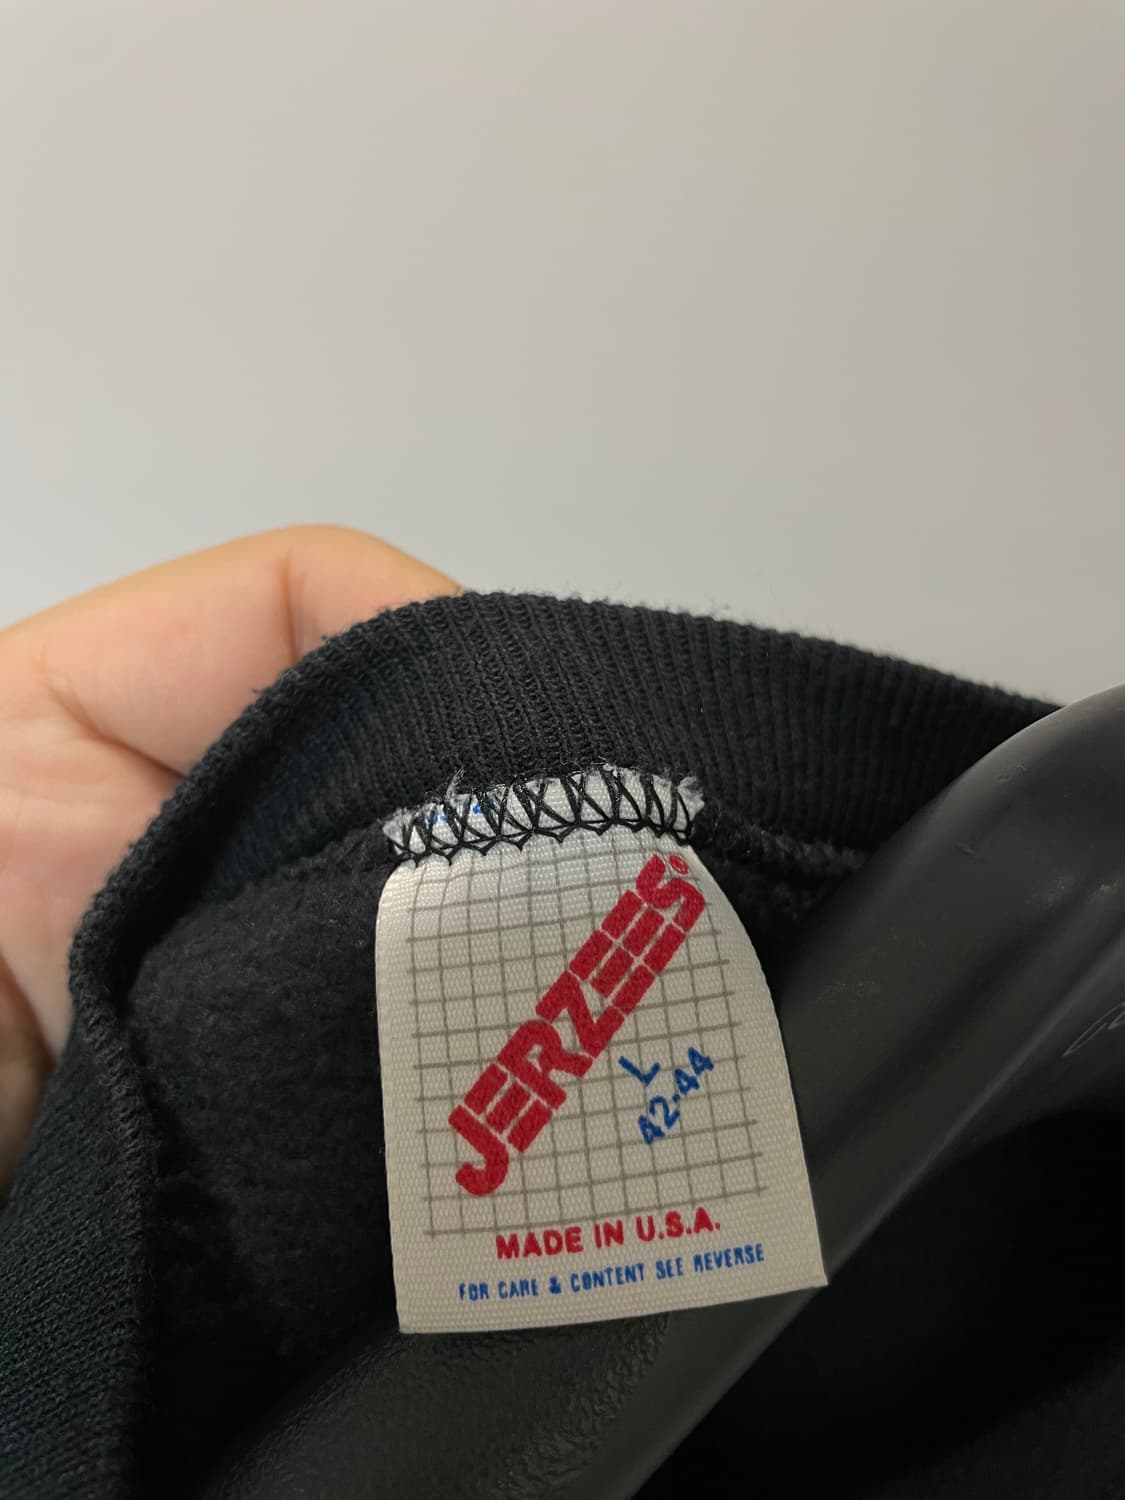 JERZEES®
L
42-44
MADE IN U.S.A.
FOR CARE & CONTENT SEE REVERSE